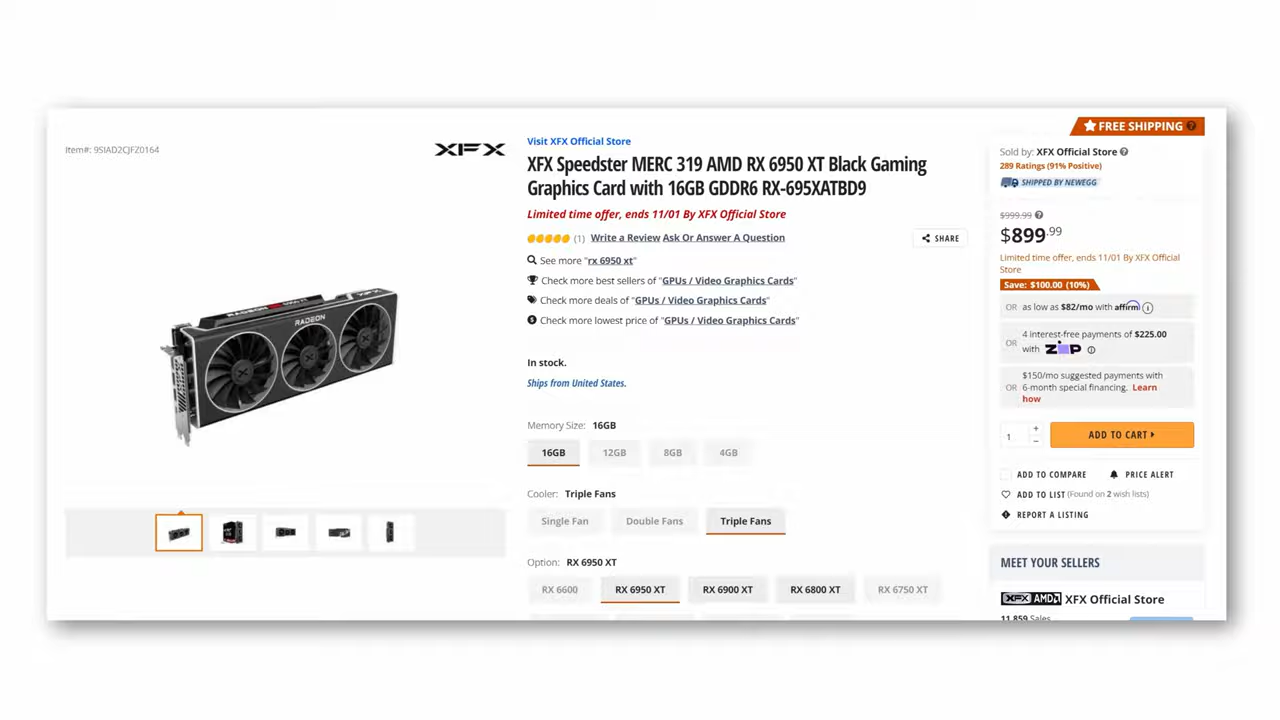 Item#: 9SIAD2CJFZ0164
XFX
RADEON
Visit XFX Official Store
XFX Speedster MERC 319 AMD RX 6950 XT Black Gaming
Graphics Card with 16GB GDDR6 RX-695XATBD9
Limited time offer, ends 11/01 By XFX Official Store
(1) Write a Review Ask Or Answer A Question
SHARE
See more "rx 6950 xt"
Check more best sellers of "GPUs / Video Graphics Cards"
Check more deals of "GPUs / Video Graphics Cards"
Check more lowest price of "GPUs / Video Graphics Cards"
In stock.
Ships from United States.
Memory Size: 16GB
16GB 12GB 8GB 4GB
Cooler: Triple Fans
Single Fan Double Fans Triple Fans
Option: RX 6950 XT
RX 6600 RX 6950 XT RX 6900 XT RX 6800 XT RX 6750 XT
FREE SHIPPING ?
Sold by: XFX Official Store ?
289 Ratings (91% Positive)
SHIPPED BY NEWEGG
$999.99 ?
$899.99
Limited time offer, ends 11/01 By XFX Official
Store
Save: $100.00 (10%)
OR as low as $82/mo with affirm
4 interest-free payments of $225.00
OR
with Zip
$150/mo suggested payments with
OR 6-month special financing. Learn
how
1 + −
ADD TO CART
ADD TO COMPARE PRICE ALERT
ADD TO LIST (Found on 2 wish lists)
REPORT A LISTING
MEET YOUR SELLERS
XFX AMD XFX Official Store
11,859 Sales